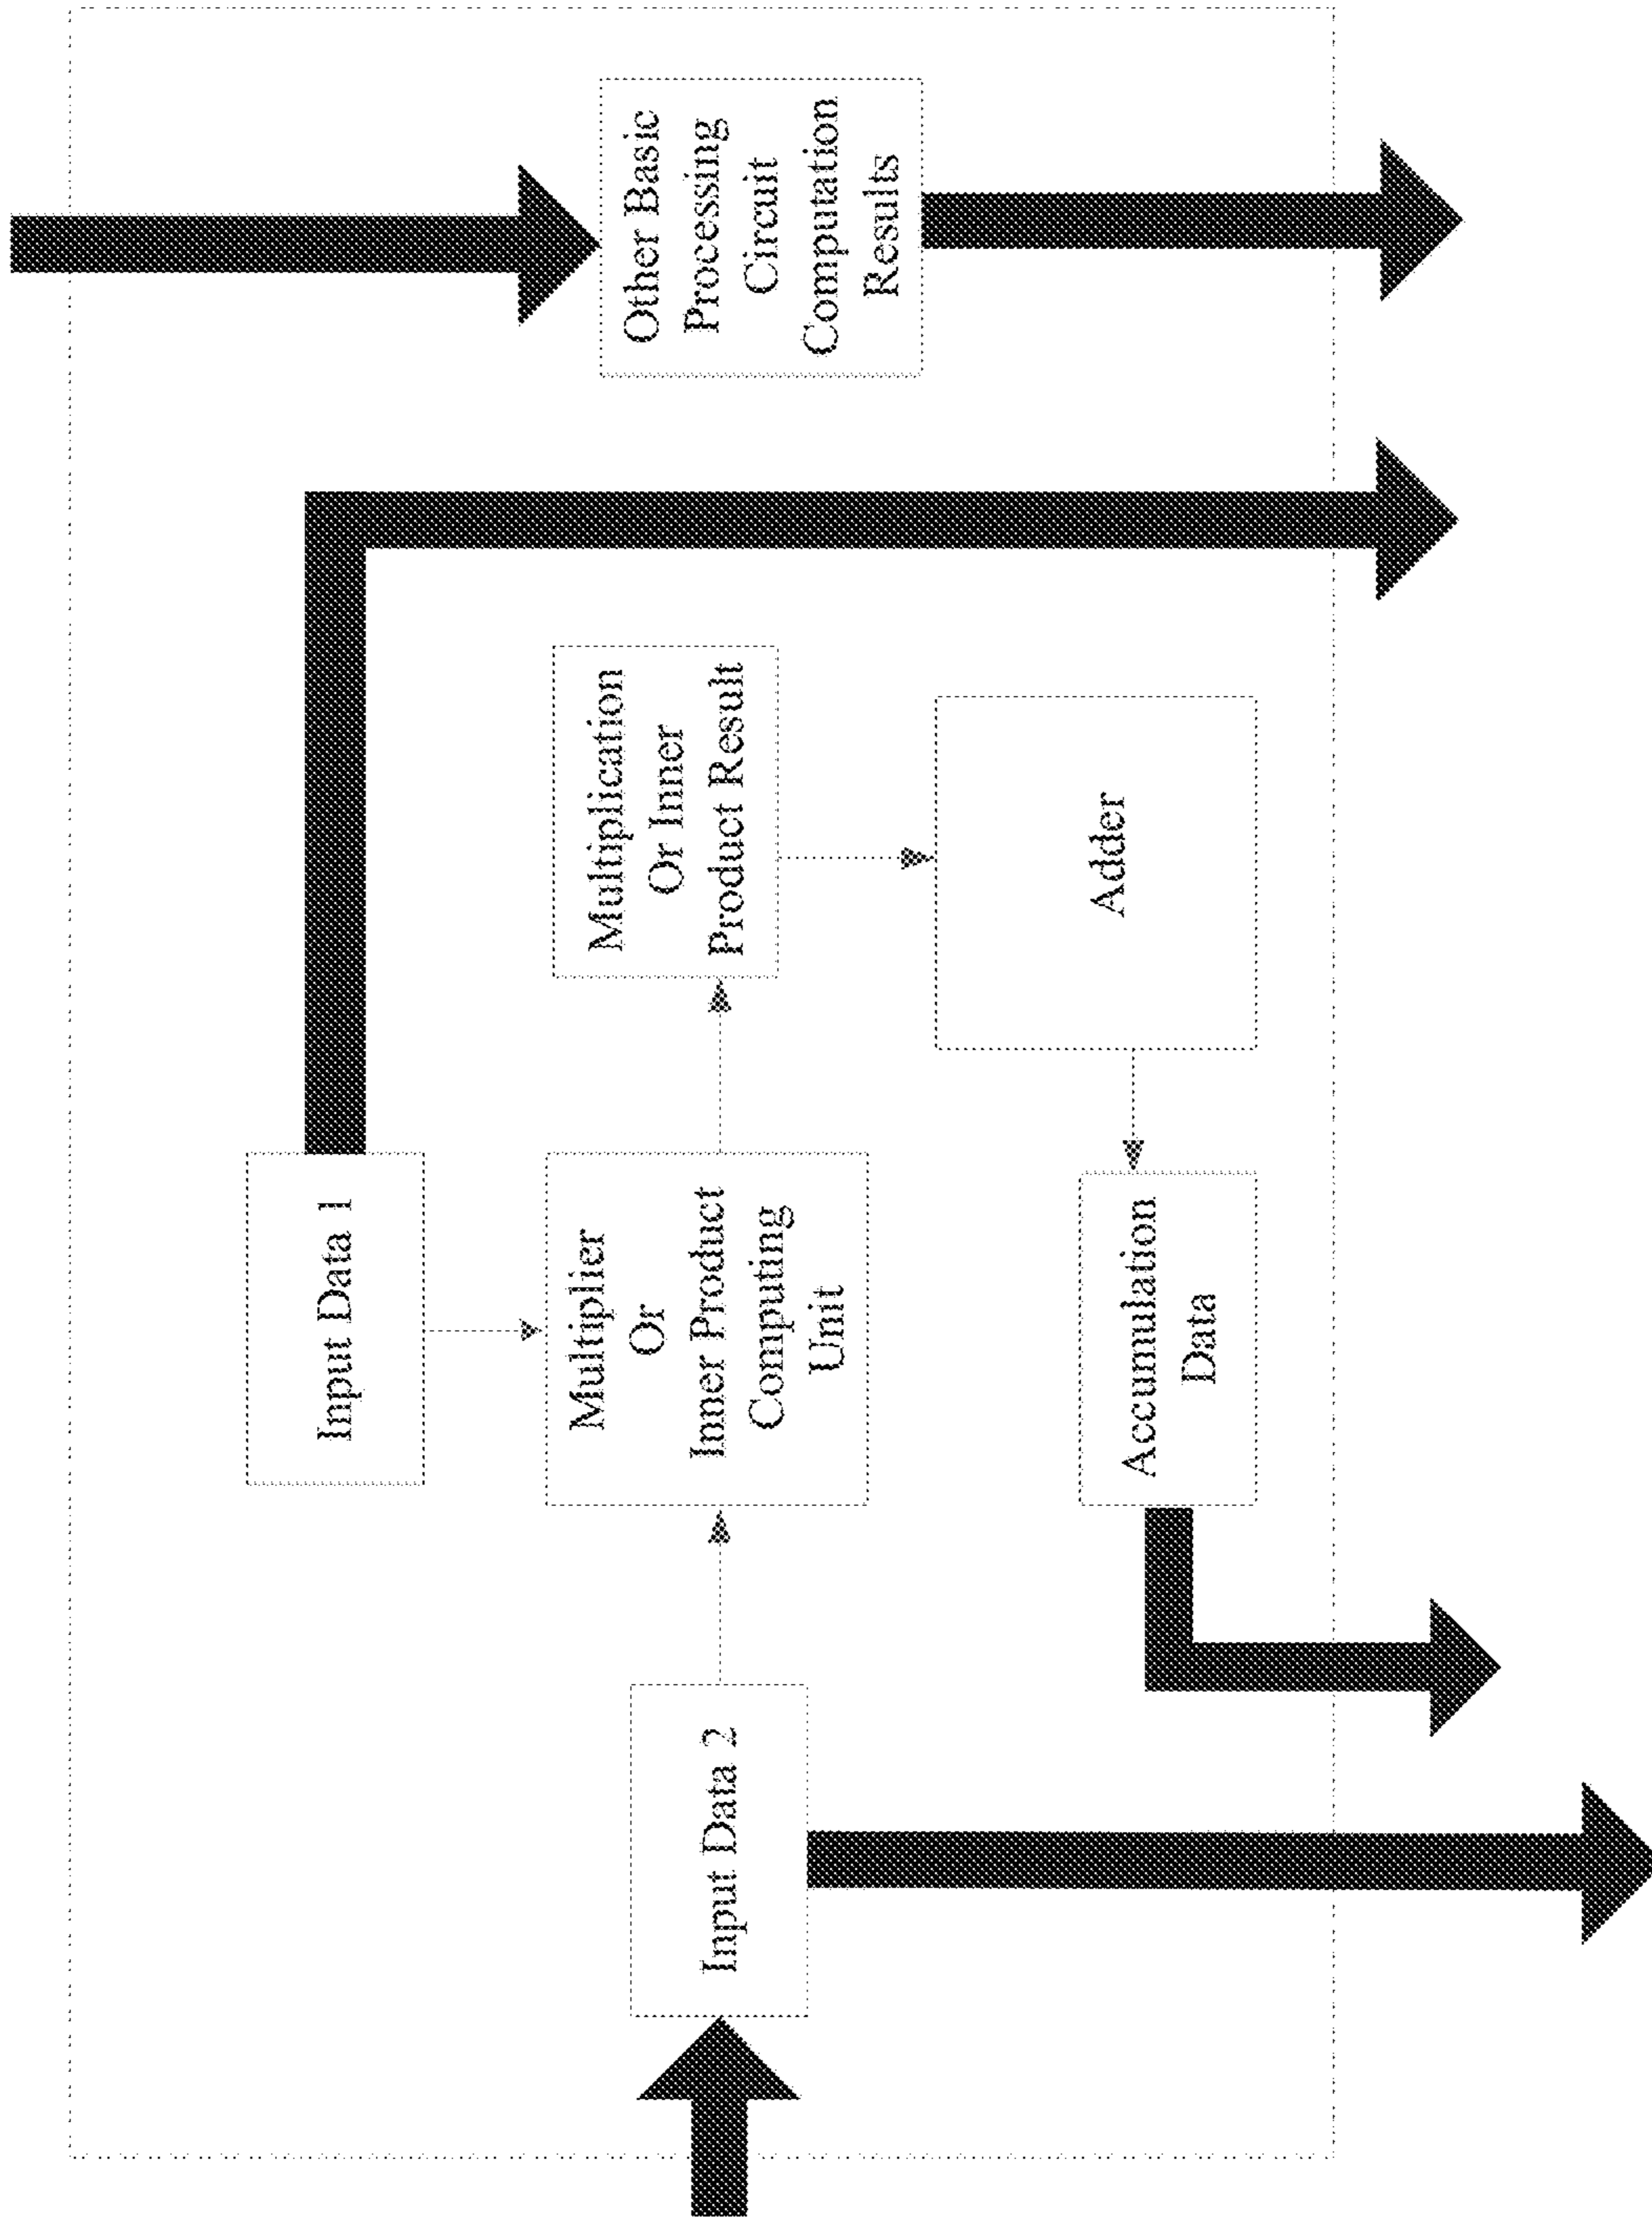 Input Data 1
Input Data 2
Multiplier
Or
Inner Product
Computing
Unit
Multiplication
Or Inner
Product Result
Adder
Accumulation
Data
Other Basic
Processing
Circuit
Computation
Results